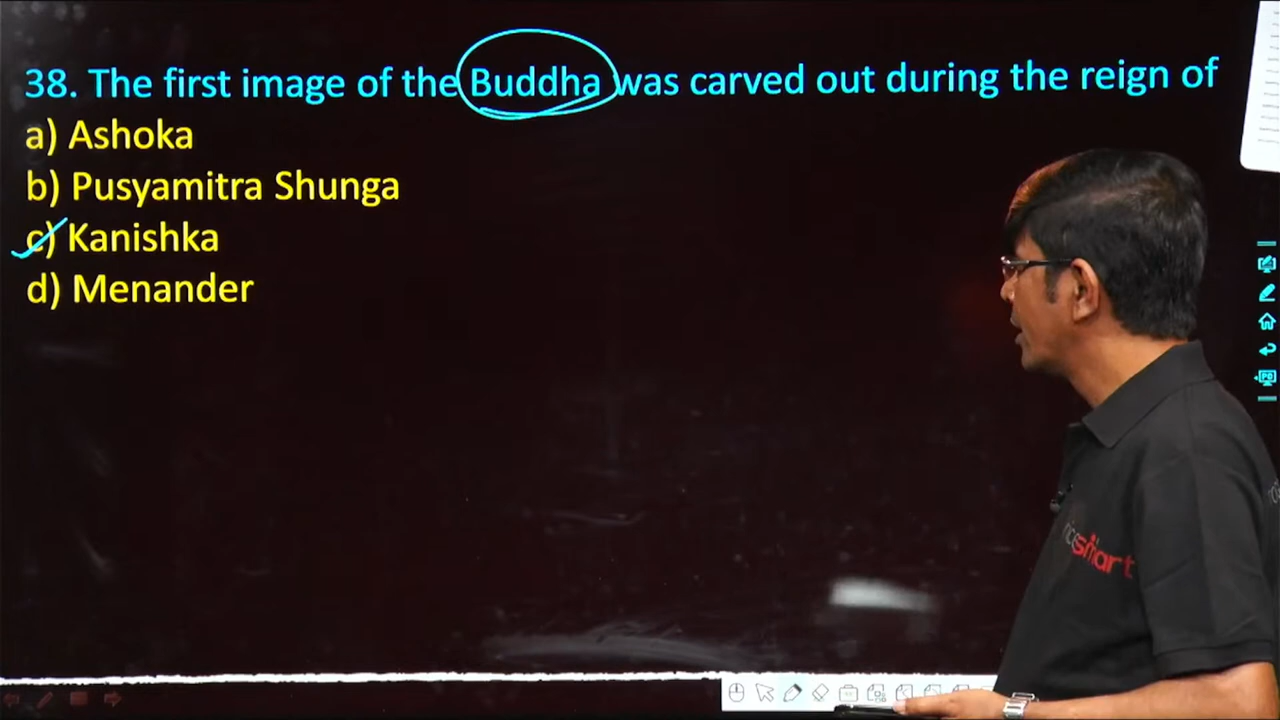 38. The first image of the Buddha was carved out during the reign of
a) Ashoka
b) Pusyamitra Shunga
c) Kanishka
d) Menander
smart